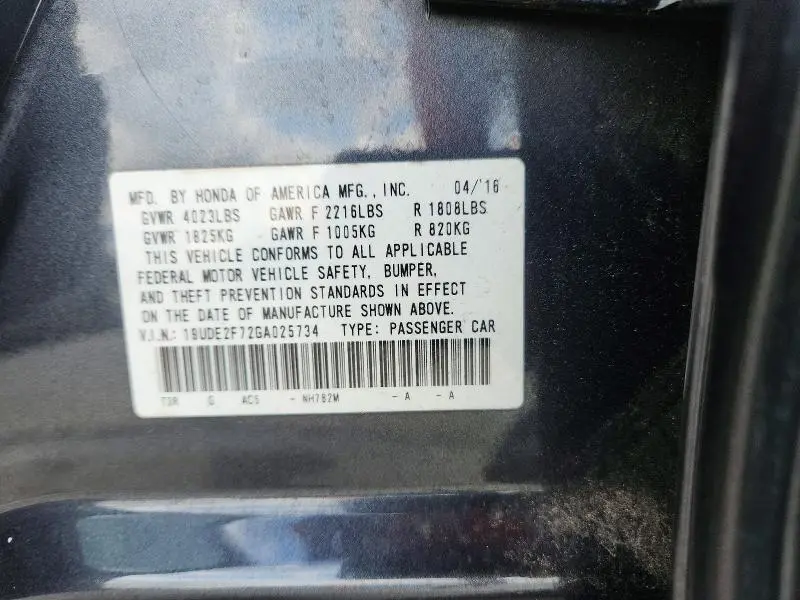 MFD. BY HONDA OF AMERICA MFG., INC. 04/'16
GVWR 4023LBS GAWR F 2216LBS R 1808LBS
GVWR 1825KG GAWR F 1005KG R 820KG
THIS VEHICLE CONFORMS TO ALL APPLICABLE
FEDERAL MOTOR VEHICLE SAFETY, BUMPER,
AND THEFT PREVENTION STANDARDS IN EFFECT
ON THE DATE OF MANUFACTURE SHOWN ABOVE.
V.I.N.: 19UDE2F72GA025734 TYPE: PASSENGER CAR
T3R G AC5 - NH782M - A - A